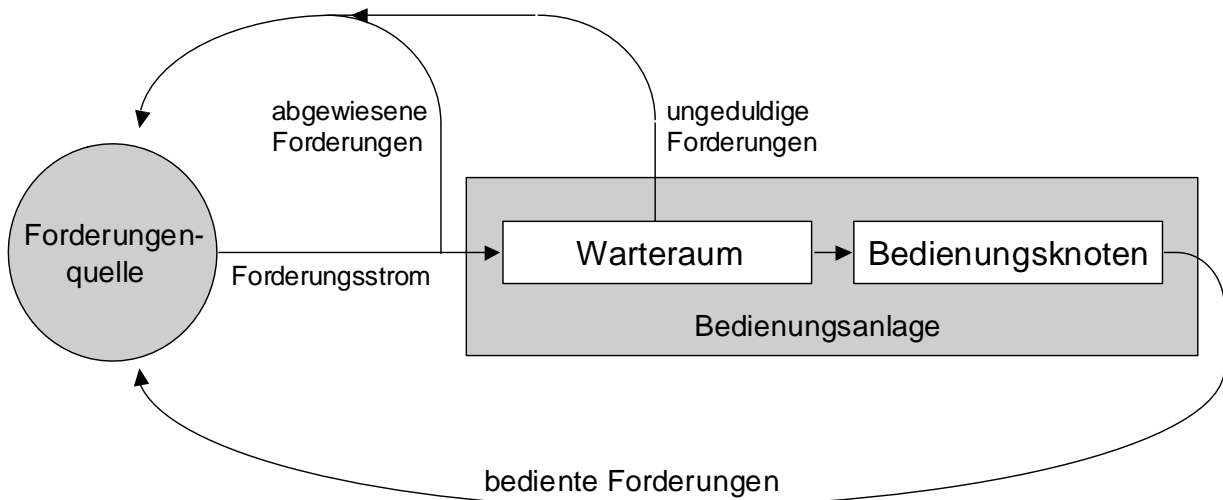 abgewiesene
Forderungen
ungeduldige
Forderungen
Forderungen-
quelle
Forderungsstrom
Warteraum
Bedienungsknoten
Bedienungsanlage
bediente Forderungen